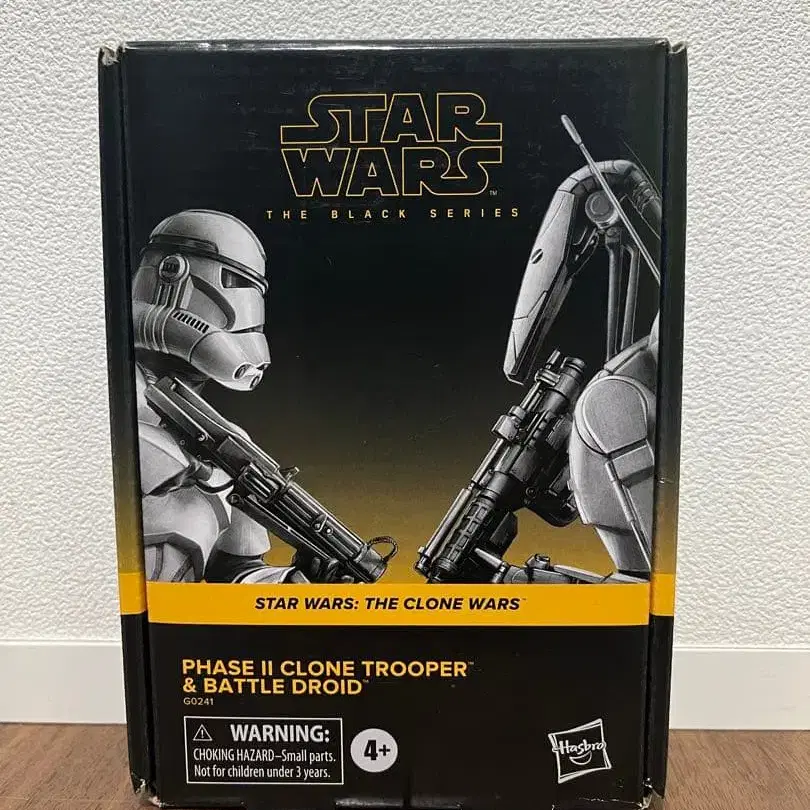 STAR
WARS™
THE BLACK SERIES
STAR WARS: THE CLONE WARS™
PHASE II CLONE TROOPER™
& BATTLE DROID™
G0241
WARNING:
CHOKING HAZARD–Small parts.
Not for children under 3 years.
4+
Hasbro